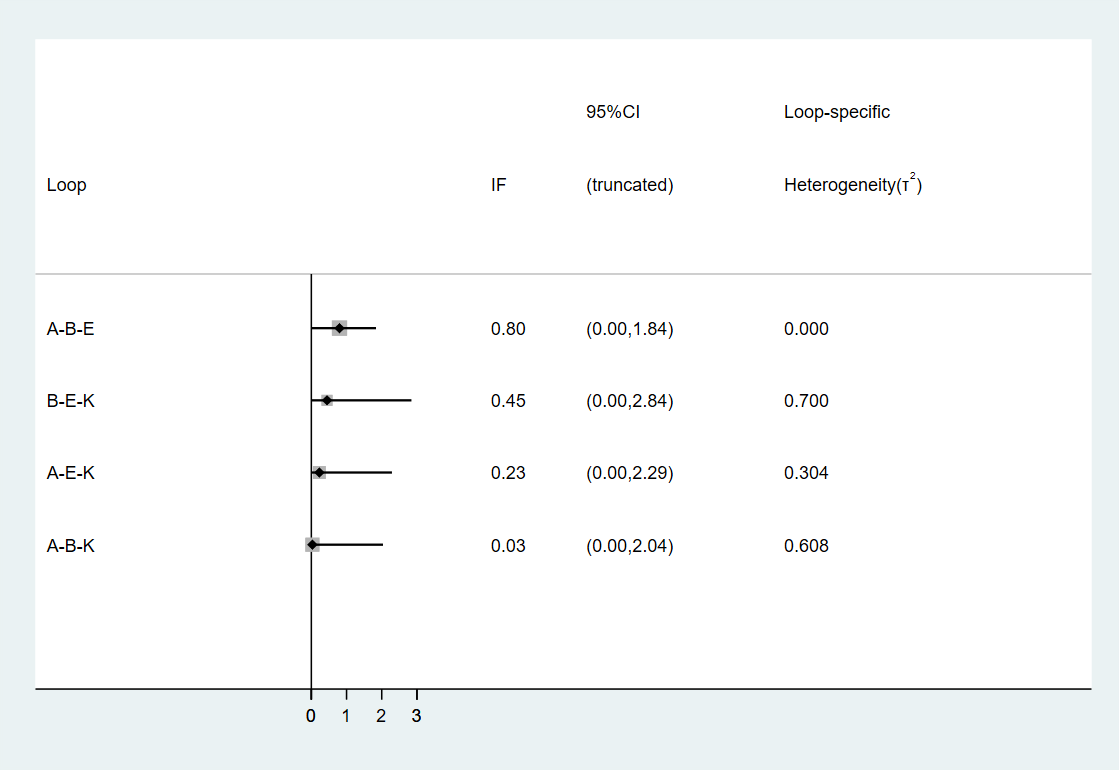 95%CI Loop-specific
Loop IF (truncated) Heterogeneity(τ²)
A-B-E 0.80 (0.00,1.84) 0.000
B-E-K 0.45 (0.00,2.84) 0.700
A-E-K 0.23 (0.00,2.29) 0.304
A-B-K 0.03 (0.00,2.04) 0.608
0 1 2 3